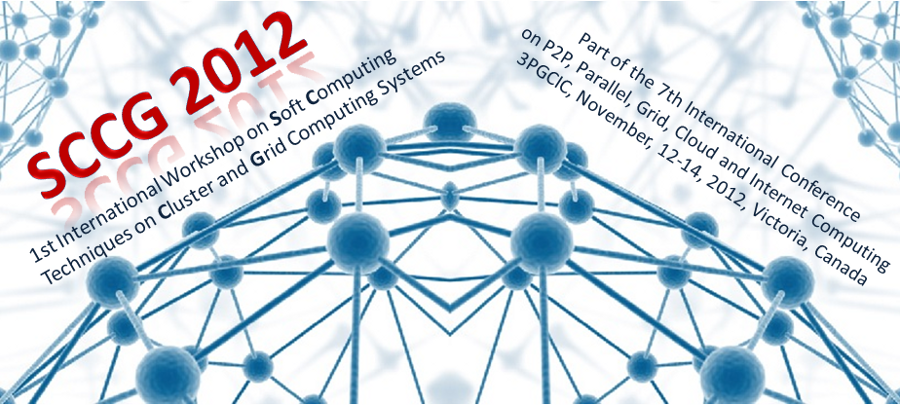 SCCG 2012
1st International Workshop on Soft Computing
Techniques on Cluster and Grid Computing Systems
Part of the 7th International Conference
on P2P, Parallel, Grid, Cloud and Internet Computing
3PGCIC, November, 12-14, 2012, Victoria, Canada